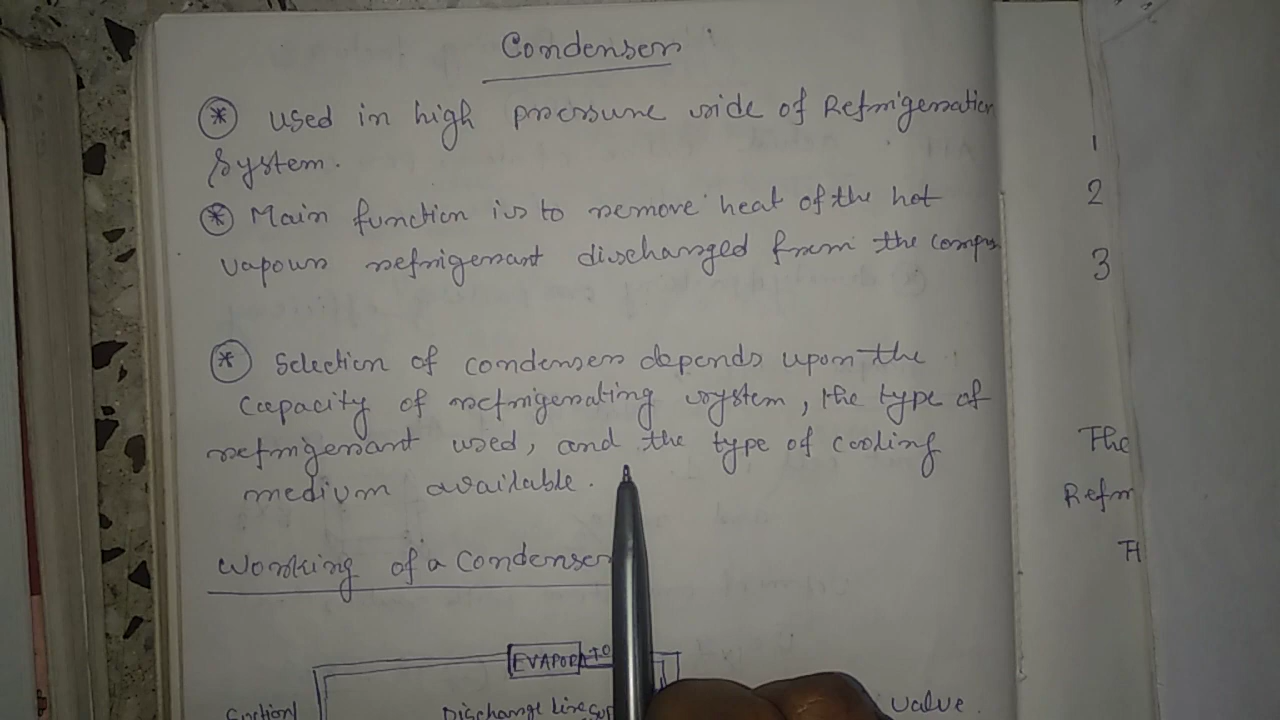 Condenser
* Used in high pressure side of Refrigeration
System.
* Main function is to remove heat of the hot
vapour refrigerant discharged from the compr
* Selection of condenser depends upon the
capacity of refrigerating system, the type of
refrigerant used, and the type of cooling
medium available.
Working of a Condenser
EVAPORATO
Suction
Discharge line
valve.
1
2
3
The
Refr